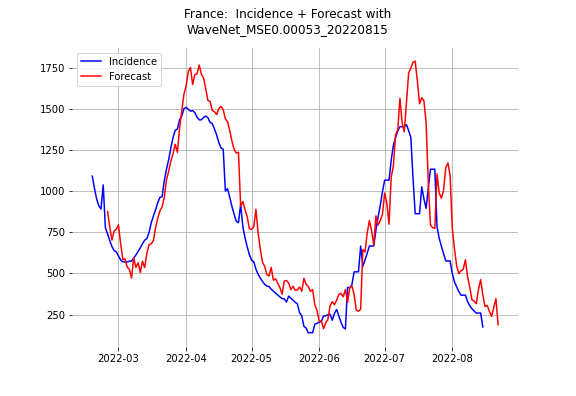 France:  Incidence + Forecast with
WaveNet_MSE0.00053_20220815
Incidence
Forecast
1750
1500
1250
1000
750
500
250
2022-03 2022-04 2022-05 2022-06 2022-07 2022-08